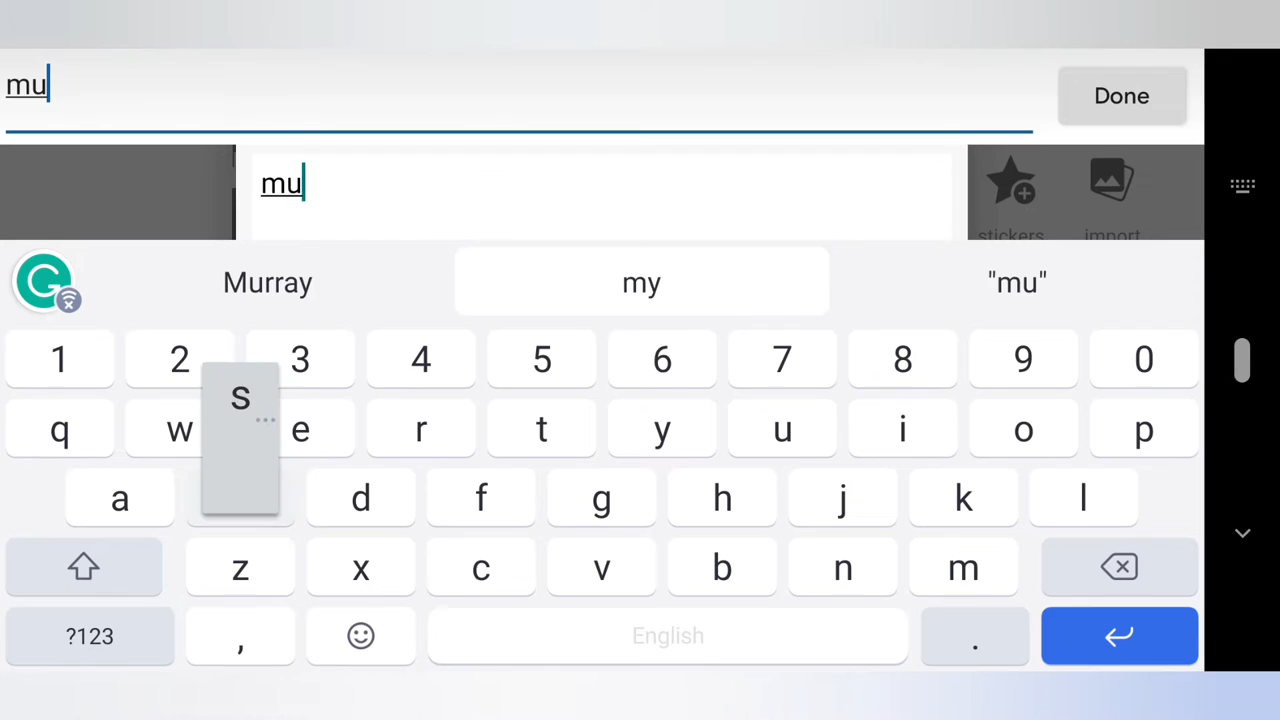 mu
Done
mu
stickers import
Murray my "mu"
1 2 3 4 5 6 7 8 9 0
s
q w e r t y u i o p
a d f g h j k l
z x c v b n m
?123 , English .